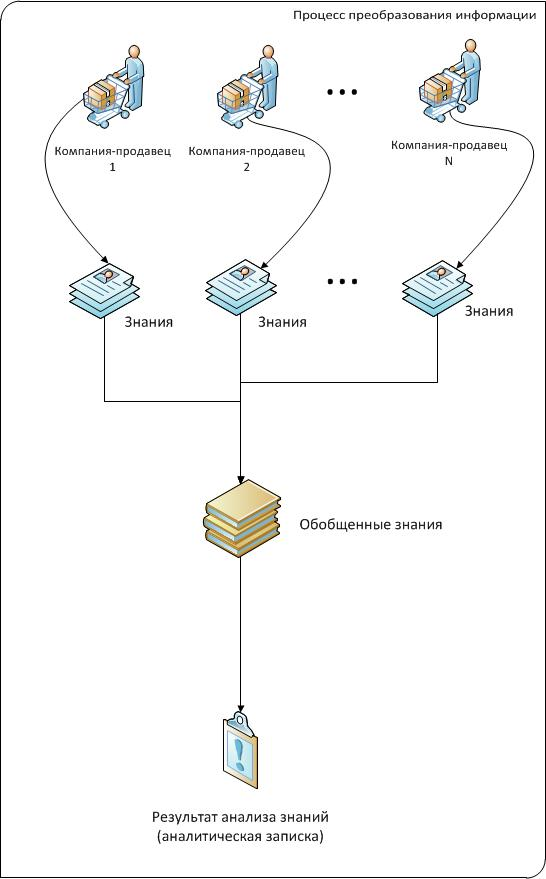 Процесс преобразования информации
Компания-продавец
1
Компания-продавец
2
Компания-продавец
N
Знания
Знания
Знания
Обобщенные знания
Результат анализа знаний
(аналитическая записка)